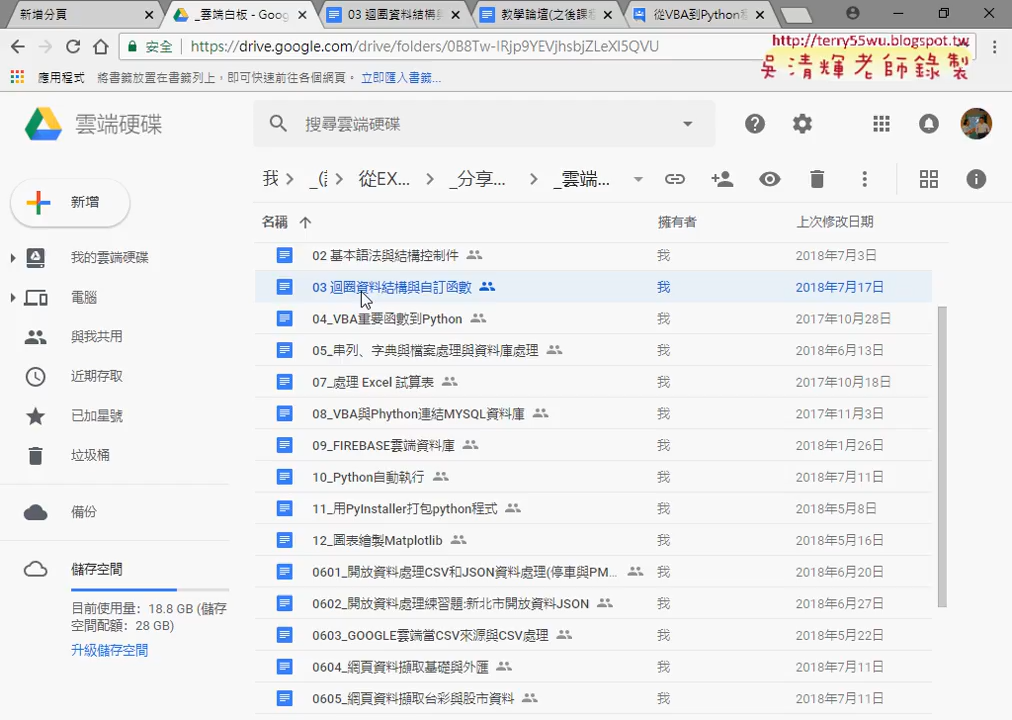 新增分頁
_雲端白板 - Goog
03 迴圈資料結構與
教學論壇(之後課程
從VBA到Python程
安全
https://drive.google.com/drive/folders/0B8Tw-IRjp9YEVjhsbjZLeXI5QVU
http://terry55wu.blogspot.tw
吳清輝老師錄製
應用程式
將書籤放置在書籤列上，即可快速前往各個網頁。
立即匯入書籤...
雲端硬碟
搜尋雲端硬碟
我
從EX...
_分享...
_雲端...
新增
名稱
擁有者
上次修改日期
我的雲端硬碟
電腦
與我共用
近期存取
已加星號
垃圾桶
備份
儲存空間
目前使用量：18.8 GB (儲存
空間配額：28 GB)
升級儲存空間
02 基本語法與結構控制件 我 2018年7月3日
03 迴圈資料結構與自訂函數 我 2018年7月17日
04_VBA重要函數到Python 我 2017年10月28日
05_串列、字典與檔案處理與資料庫處理 我 2018年6月13日
07_處理 Excel 試算表 我 2017年10月18日
08_VBA與Phython連結MYSQL資料庫 我 2017年11月3日
09_FIREBASE雲端資料庫 我 2018年1月26日
10_Python自動執行 我 2018年7月11日
11_用PyInstaller打包python程式 我 2018年5月8日
12_圖表繪製Matplotlib 我 2018年5月16日
0601_開放資料處理CSV和JSON資料處理(停車與PM... 我 2018年6月20日
0602_開放資料處理練習題:新北市開放資料JSON 我 2018年6月27日
0603_GOOGLE雲端當CSV來源與CSV處理 我 2018年5月22日
0604_網頁資料擷取基礎與外匯 我 2018年7月11日
0605_網頁資料擷取台彩與股市資料 我 2018年7月11日